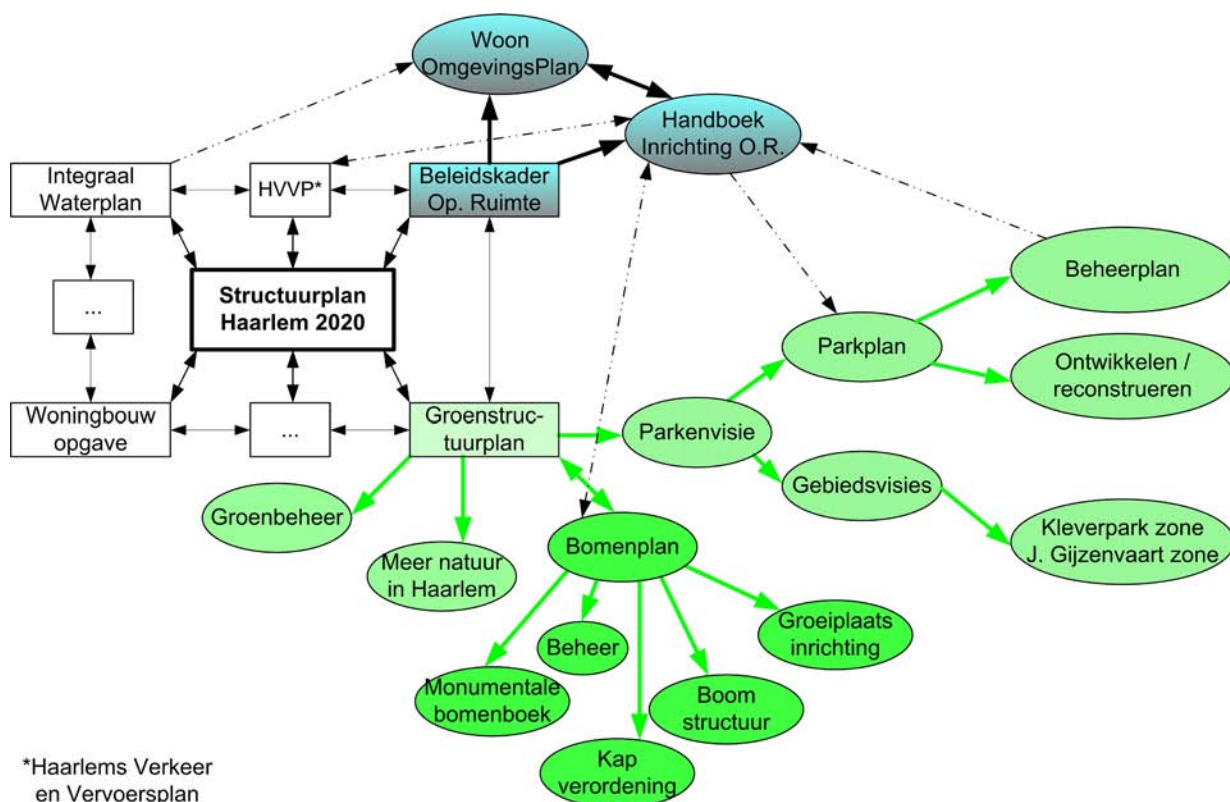 Woon
OmgevingsPlan
Handboek
Inrichting O.R.
Integraal
Waterplan
HVVP*
Beleidskader
Op. Ruimte
Beheerplan
...
Structuurplan
Haarlem 2020
Parkplan
Ontwikkelen /
reconstrueren
Woningbouw
opgave
...
Groenstruc-
tuurplan
Parkenvisie
Gebiedsvisies
Groenbeheer
Kleverpark zone
J. Gijzenvaart zone
Bomenplan
Meer natuur
in Haarlem
Groeiplaats
inrichting
Beheer
Monumentale
bomenboek
Boom
structuur
Kap
verordening
*Haarlems Verkeer
en Vervoersplan